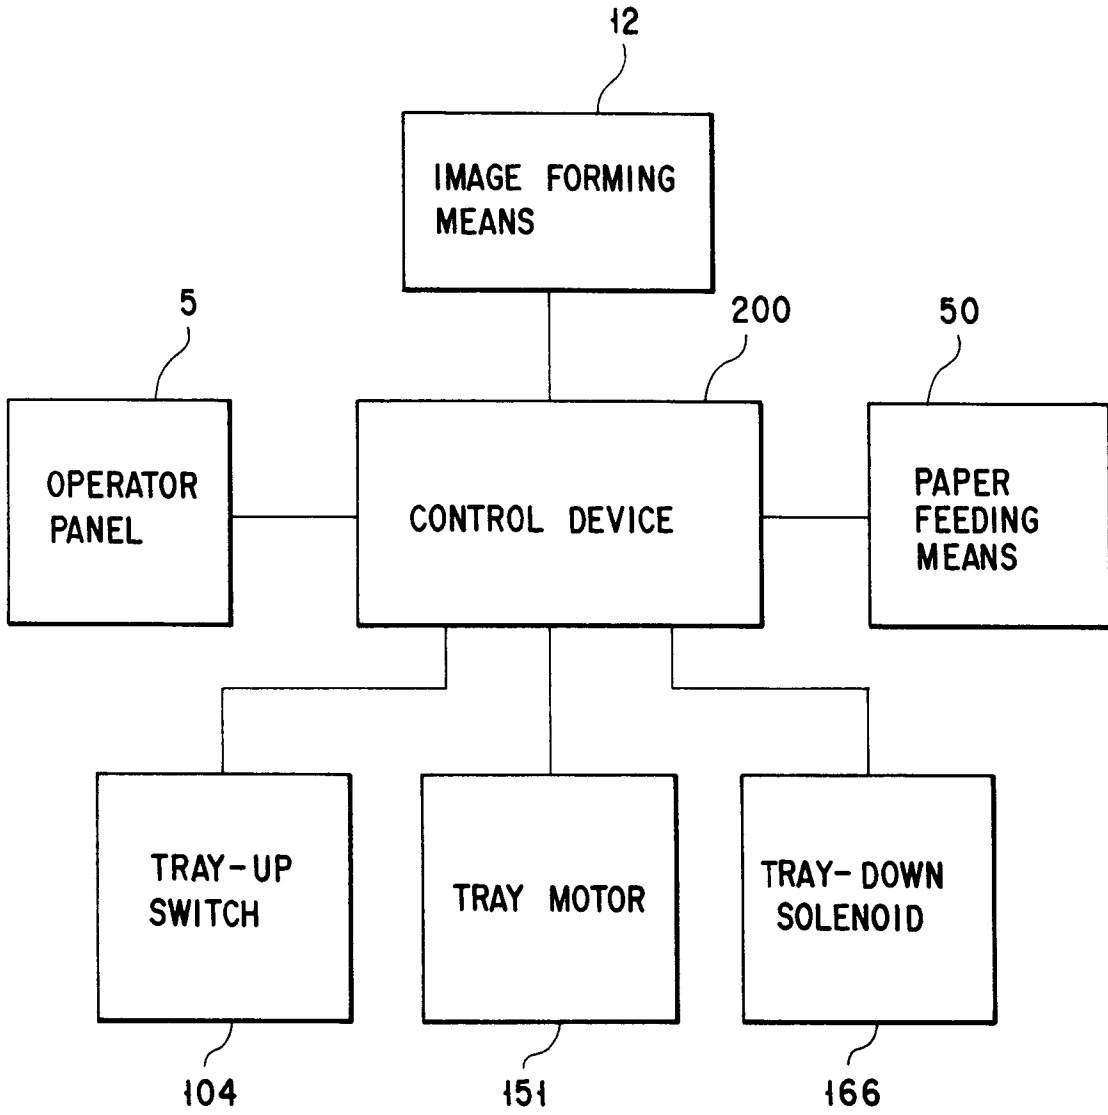 12
IMAGE FORMING
MEANS
5
200
50
OPERATOR
PANEL
CONTROL DEVICE
PAPER
FEEDING
MEANS
TRAY-UP
SWITCH
TRAY MOTOR
TRAY-DOWN
SOLENOID
104
151
166